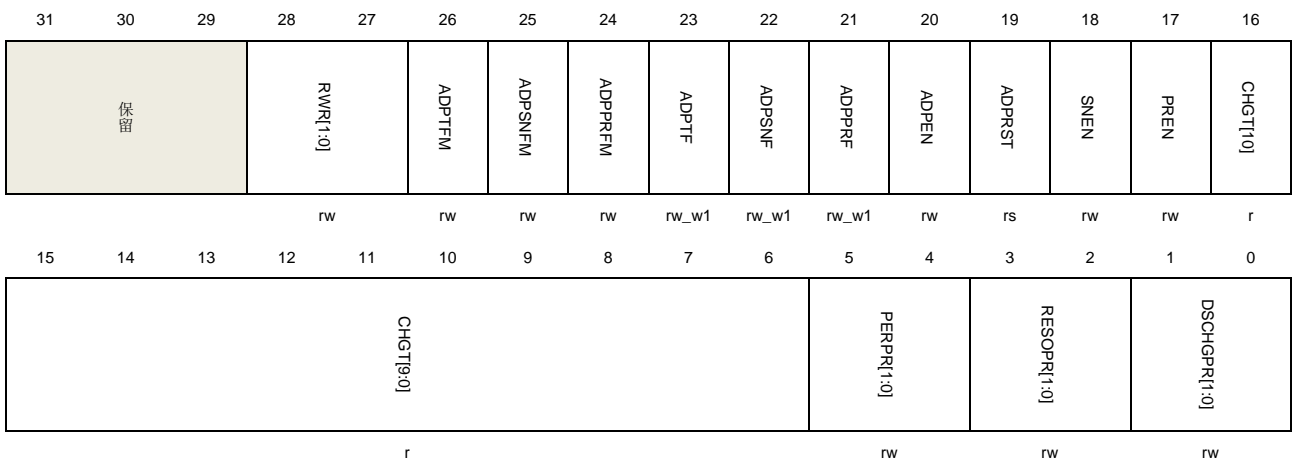 31 30 29 28 27 26 25 24 23 22 21 20 19 18 17 16
保留 RWR[1:0] ADPTFM ADPSNFM ADPPRFM ADPTF ADPSNF ADPPRF ADPEN ADPRST SNEN PREN CHGT[10]
rw rw rw rw rw_w1 rw_w1 rw_w1 rw rs rw rw r
15 14 13 12 11 10 9 8 7 6 5 4 3 2 1 0
CHGT[9:0] PERPR[1:0] RESOPR[1:0] DSCHGPR[1:0]
r rw rw rw